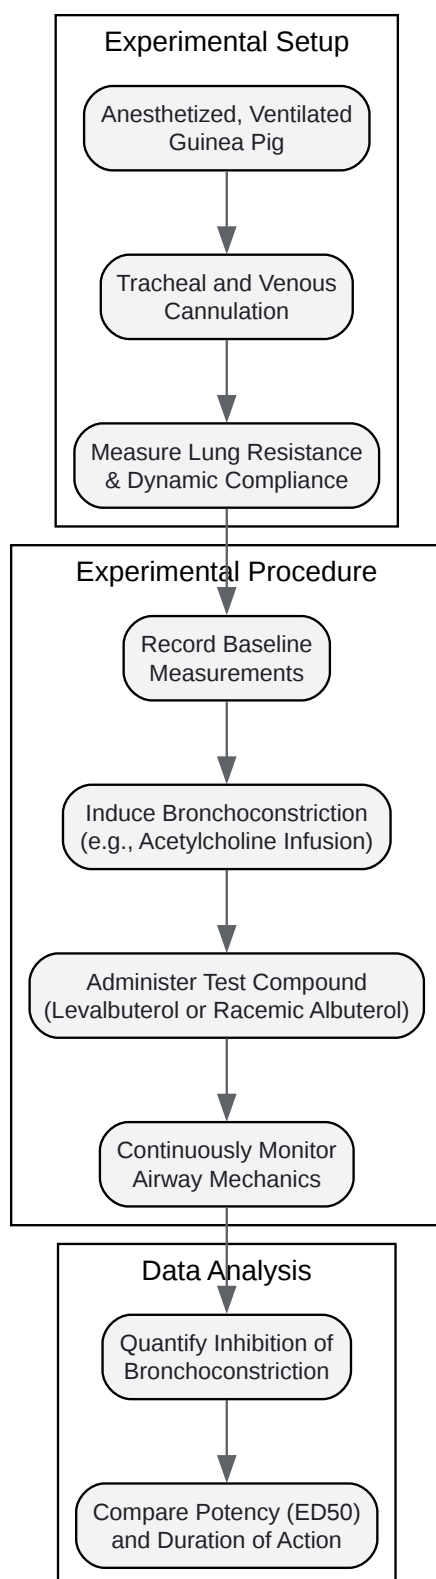 Experimental Setup
Anesthetized, Ventilated
Guinea Pig
Tracheal and Venous
Cannulation
Measure Lung Resistance
& Dynamic Compliance
Experimental Procedure
Record Baseline
Measurements
Induce Bronchoconstriction
(e.g., Acetylcholine Infusion)
Administer Test Compound
(Levalbuterol or Racemic Albuterol)
Continuously Monitor
Airway Mechanics
Data Analysis
Quantify Inhibition of
Bronchoconstriction
Compare Potency (ED50)
and Duration of Action